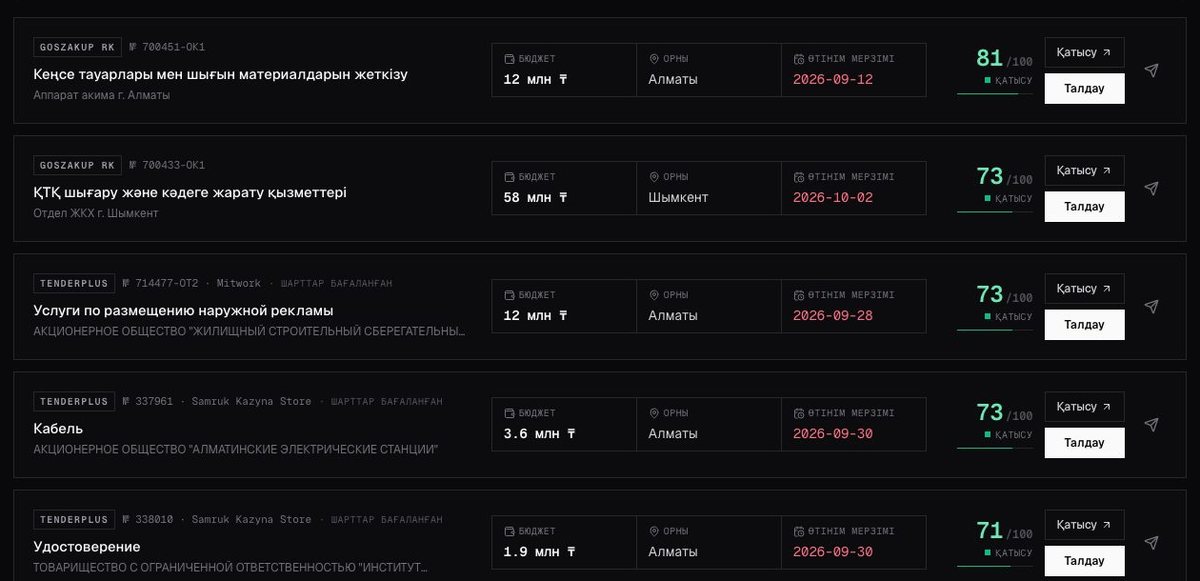 GOSZAKUP RK № 700451-OK1
Кеңсе тауарлары мен шығын материалдарын жеткізу
Аппарат акима г. Алматы
БЮДЖЕТ ОРНЫ ӨТІНІМ МЕРЗІМІ
12 млн ₸ Алматы 2026-09-12
81/100
ҚАТЫСУ
Қатысу ↗
Талдау
GOSZAKUP RK № 700433-OK1
ҚТҚ шығару және кәдеге жарату қызметтері
Отдел ЖКХ г. Шымкент
БЮДЖЕТ ОРНЫ ӨТІНІМ МЕРЗІМІ
58 млн ₸ Шымкент 2026-10-02
73/100
ҚАТЫСУ
Қатысу ↗
Талдау
TENDERPLUS № 714477-OT2 · Mitwork · ШАРТТАР БАҒАЛАНҒАН
Услуги по размещению наружной рекламы
АКЦИОНЕРНОЕ ОБЩЕСТВО "ЖИЛИЩНЫЙ СТРОИТЕЛЬНЫЙ СБЕРЕГАТЕЛЬНЫ...
БЮДЖЕТ ОРНЫ ӨТІНІМ МЕРЗІМІ
12 млн ₸ Алматы 2026-09-28
73/100
ҚАТЫСУ
Қатысу ↗
Талдау
TENDERPLUS № 337961 · Samruk Kazyna Store · ШАРТТАР БАҒАЛАНҒАН
Кабель
АКЦИОНЕРНОЕ ОБЩЕСТВО "АЛМАТИНСКИЕ ЭЛЕКТРИЧЕСКИЕ СТАНЦИИ"
БЮДЖЕТ ОРНЫ ӨТІНІМ МЕРЗІМІ
3.6 млн ₸ Алматы 2026-09-30
73/100
ҚАТЫСУ
Қатысу ↗
Талдау
TENDERPLUS № 338010 · Samruk Kazyna Store · ШАРТТАР БАҒАЛАНҒАН
Удостоверение
ТОВАРИЩЕСТВО С ОГРАНИЧЕННОЙ ОТВЕТСТВЕННОСТЬЮ "ИНСТИТУТ...
БЮДЖЕТ ОРНЫ ӨТІНІМ МЕРЗІМІ
1.9 млн ₸ Алматы 2026-09-30
71/100
ҚАТЫСУ
Қатысу ↗
Талдау